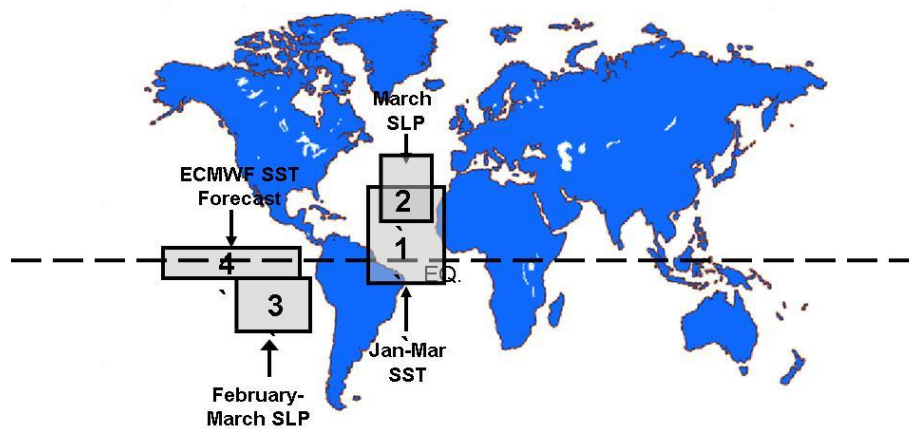 March
SLP
ECMWF SST
Forecast
2
1
4
EQ.
3
Jan-Mar
SST
February-
March SLP